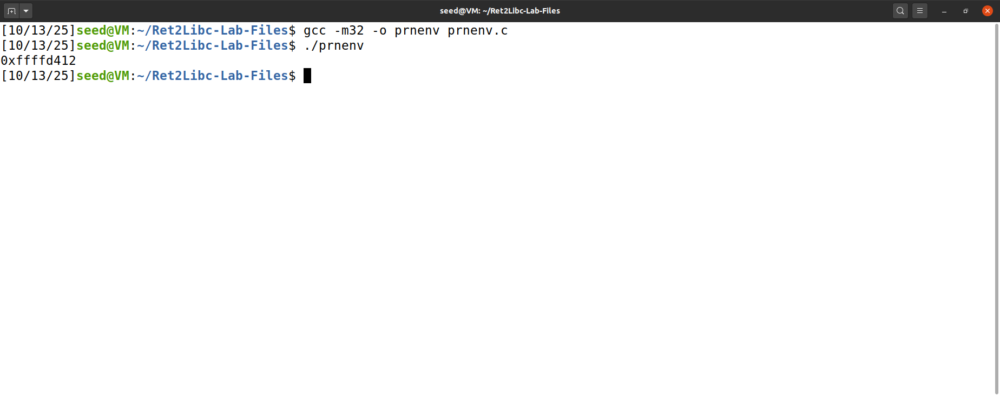 seed@VM: ~/Ret2Libc-Lab-Files
[10/13/25]seed@VM:~/Ret2Libc-Lab-Files$ gcc -m32 -o prnenv prnenv.c
[10/13/25]seed@VM:~/Ret2Libc-Lab-Files$ ./prnenv
0xffffd412
[10/13/25]seed@VM:~/Ret2Libc-Lab-Files$